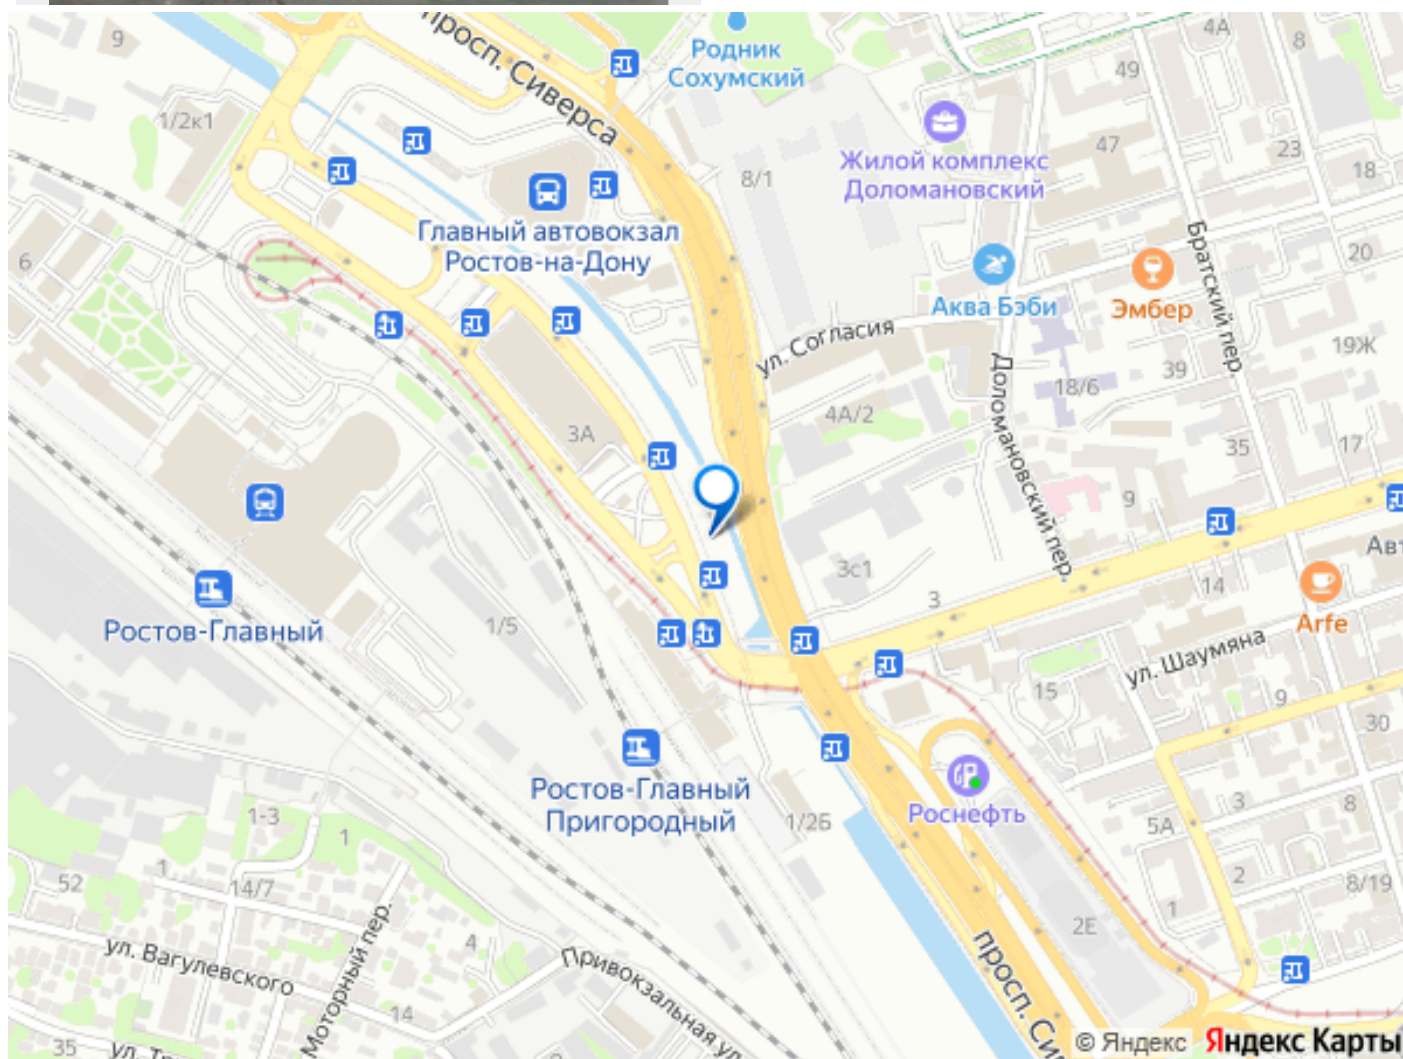 просп. Сиверса
Родник
Сохумский
4А
8
9
49
1/2к1
47
23
Жилой комплекс
Доломановский
8/1
18
Главный автовокзал
Ростов-на-Дону
Братский пер.
6
20
Аква Бэби
Эмбер
ул. Согласия
19Ж
Доломановский пер.
39
18/6
4А/2
3А
35
17
9
Авт
3с1
14
3
Ростов-Главный
1/5
Arfe
ул. Шаумяна
15
9
30
Ростов-Главный
Пригородный
Роснефть
1-3
1
1/2Б
3
8
5А
1
52
14/7
2
8/19
1
2Е
4
ул. Вагулевского
Моторный пер.
Привокзальная ул.
просп. Си
14
35
© Яндекс
Яндекс Карты